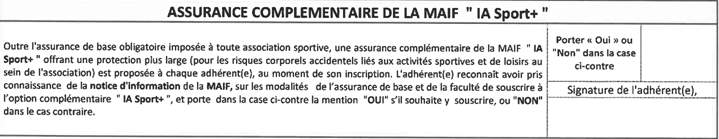 ASSURANCE COMPLEMENTAIRE DE LA MAIF " IA Sport+ "
Outre l'assurance de base obligatoire imposée à toute association sportive, une assurance complémentaire de la MAIF " IA
Sport+ " offrant une protection plus large (pour les risques corporels accidentels liés aux activités sportives et de loisirs au
sein de l'association) est proposée à chaque adhérent(e), au moment de son inscription. L'adhérent(e) reconnaît avoir pris
connaissance de la notice d'information de la MAIF, sur les modalités de l'assurance de base et de la faculté de souscrire à
l'option complémentaire " IA Sport+ ", et porte dans la case ci-contre la mention "OUI" s'il souhaite y souscrire, ou "NON"
dans le cas contraire.
Porter « Oui » ou
"Non" dans la case
ci-contre
Signature de l'adhérent(e),